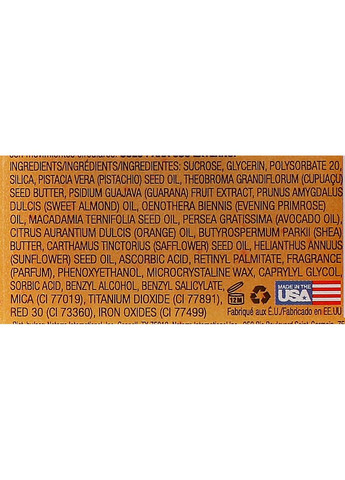 INGREDIENTS/INGREDIENTES/INGRÉDIENTES: SUCROSE, GLYCERIN, POLYSORBATE 20,
SILICA, PISTACIA VERA (PISTACHIO) SEED OIL, THEOBROMA GRANDIFLORUM (CUPUAÇU)
SEED BUTTER, PSIDIUM GUAJAVA (GUARANA) FRUIT EXTRACT, PRUNUS AMYGDALUS
DULCIS (SWEET ALMOND) OIL, OENOTHERA BIENNIS (EVENING PRIMROSE)
OIL, MACADAMIA TERNIFOLIA SEED OIL, PERSEA GRATISSIMA (AVOCADO OIL),
CITRUS AURANTIUM DULCIS (ORANGE) OIL, BUTYROSPERMUM PARKII (SHEA)
BUTTER, CARTHAMUS TINCTORIUS (SAFFLOWER) SEED OIL, HELIANTHUS ANNUUS
(SUNFLOWER) SEED OIL, ASCORBIC ACID, RETINYL PALMITATE, FRAGRANCE
(PARFUM), PHENOXYETHANOL, MICROCRYSTALINE WAX, CAPRYLYL GLYCOL,
SORBIC ACID, BENZYL ALCOHOL, BENZYL SALICYLATE,
MICA (CI 77019), TITANIUM DIOXIDE (CI 77891),
RED 30 (CI 73360), IRON OXIDES (CI 77499)
12M
MADE IN THE
USA
Fabriqué aux É.U./Fabricado en EE.UU